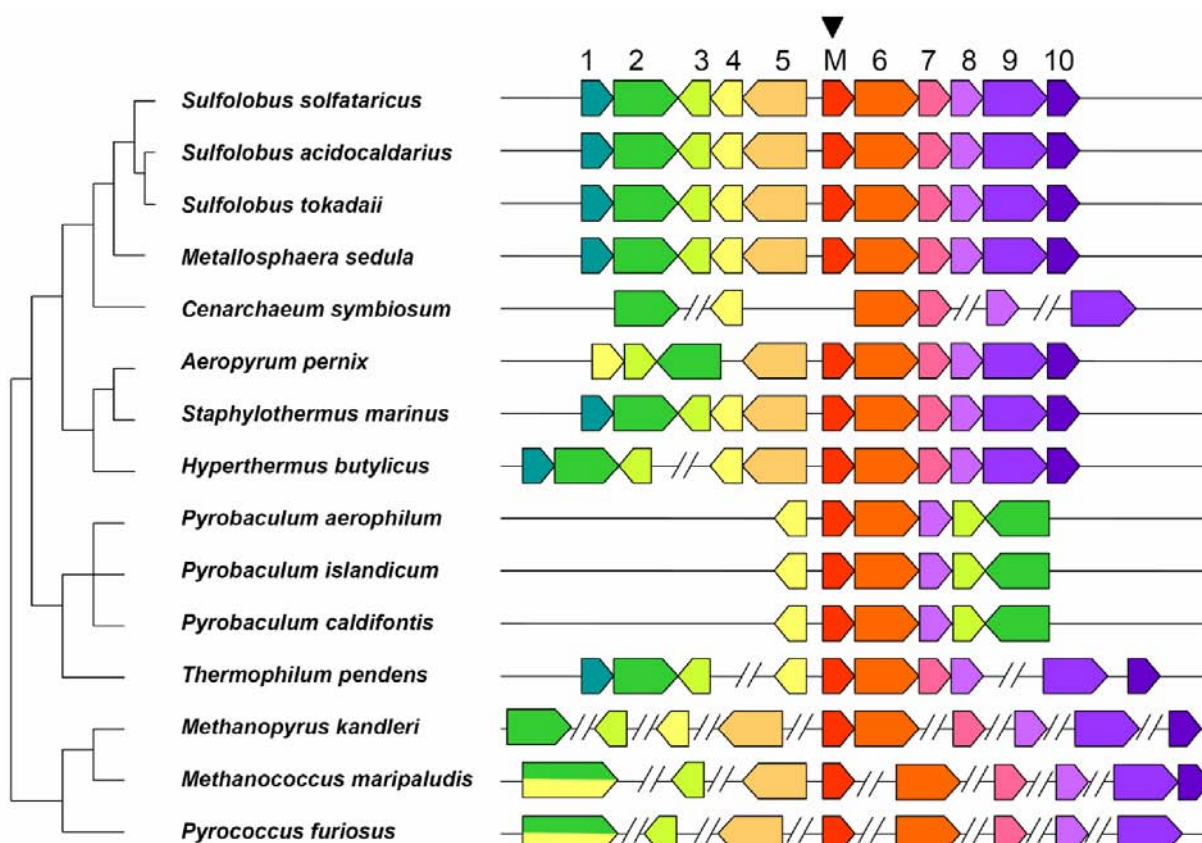 1 2 3 4 5 M 6 7 8 9 10
Sulfolobus solfataricus
Sulfolobus acidocaldarius
Sulfolobus tokadaii
Metallosphaera sedula
Cenarchaeum symbiosum
Aeropyrum pernix
Staphylothermus marinus
Hyperthermus butylicus
Pyrobaculum aerophilum
Pyrobaculum islandicum
Pyrobaculum caldifontis
Thermophilum pendens
Methanopyrus kandleri
Methanococcus maripaludis
Pyrococcus furiosus